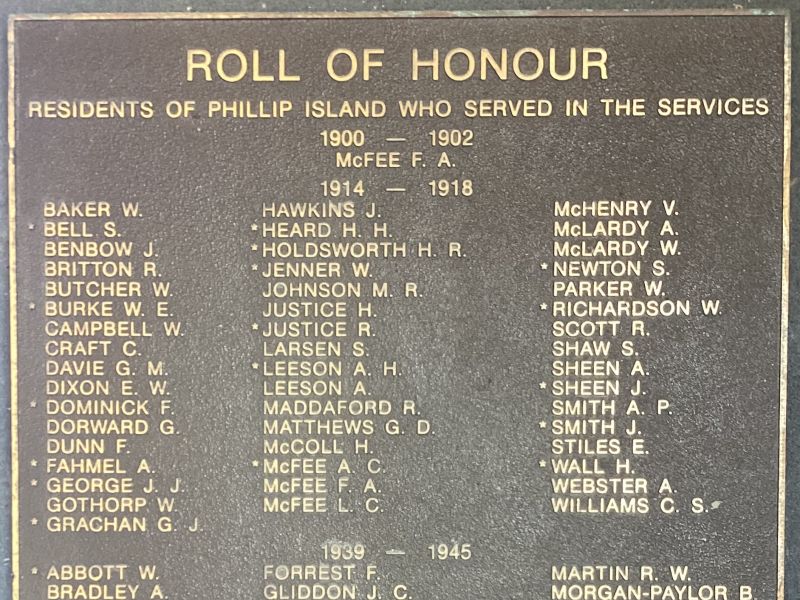 ROLL OF HONOUR
RESIDENTS OF PHILLIP ISLAND WHO SERVED IN THE SERVICES
1900 — 1902
McFEE F. A.
1914 — 1918
BAKER W. HAWKINS J. McHENRY V.
* BELL S. * HEARD H. H. McLARDY A.
BENBOW J. * HOLDSWORTH H. R. McLARDY W.
BRITTON R. * JENNER W. * NEWTON S.
BUTCHER W. JOHNSON M. R. PARKER W.
* BURKE W. E. JUSTICE H. * RICHARDSON W.
CAMPBELL W. * JUSTICE R. SCOTT R.
CRAFT C. LARSEN S. SHAW S.
DAVIE G. M. * LEESON A. H. SHEEN A.
DIXON E. W. LEESON A. * SHEEN J.
* DOMINICK F. MADDAFORD R. SMITH A. P.
DORWARD G. MATTHEWS G. D. * SMITH J.
DUNN F. McCOLL H. STILES E.
* FAHMEL A. * McFEE A. C. * WALL H.
* GEORGE J. J. McFEE F. A. WEBSTER A.
GOTHORP W. McFEE L. C. WILLIAMS C. S.
* GRACHAN G. J.
1939 — 1945
* ABBOTT W. FORREST F. MARTIN R. W.
BRADLEY A. GLIDDON J. C. MORGAN-PAYLOR B.